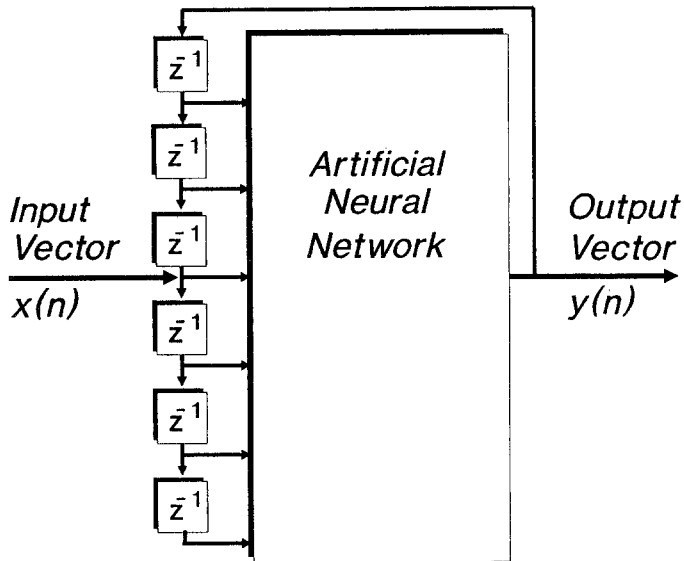 z⁻¹
z⁻¹
z⁻¹
z⁻¹
z⁻¹
z⁻¹
Input
Vector
x(n)
Artificial
Neural
Network
Output
Vector
y(n)